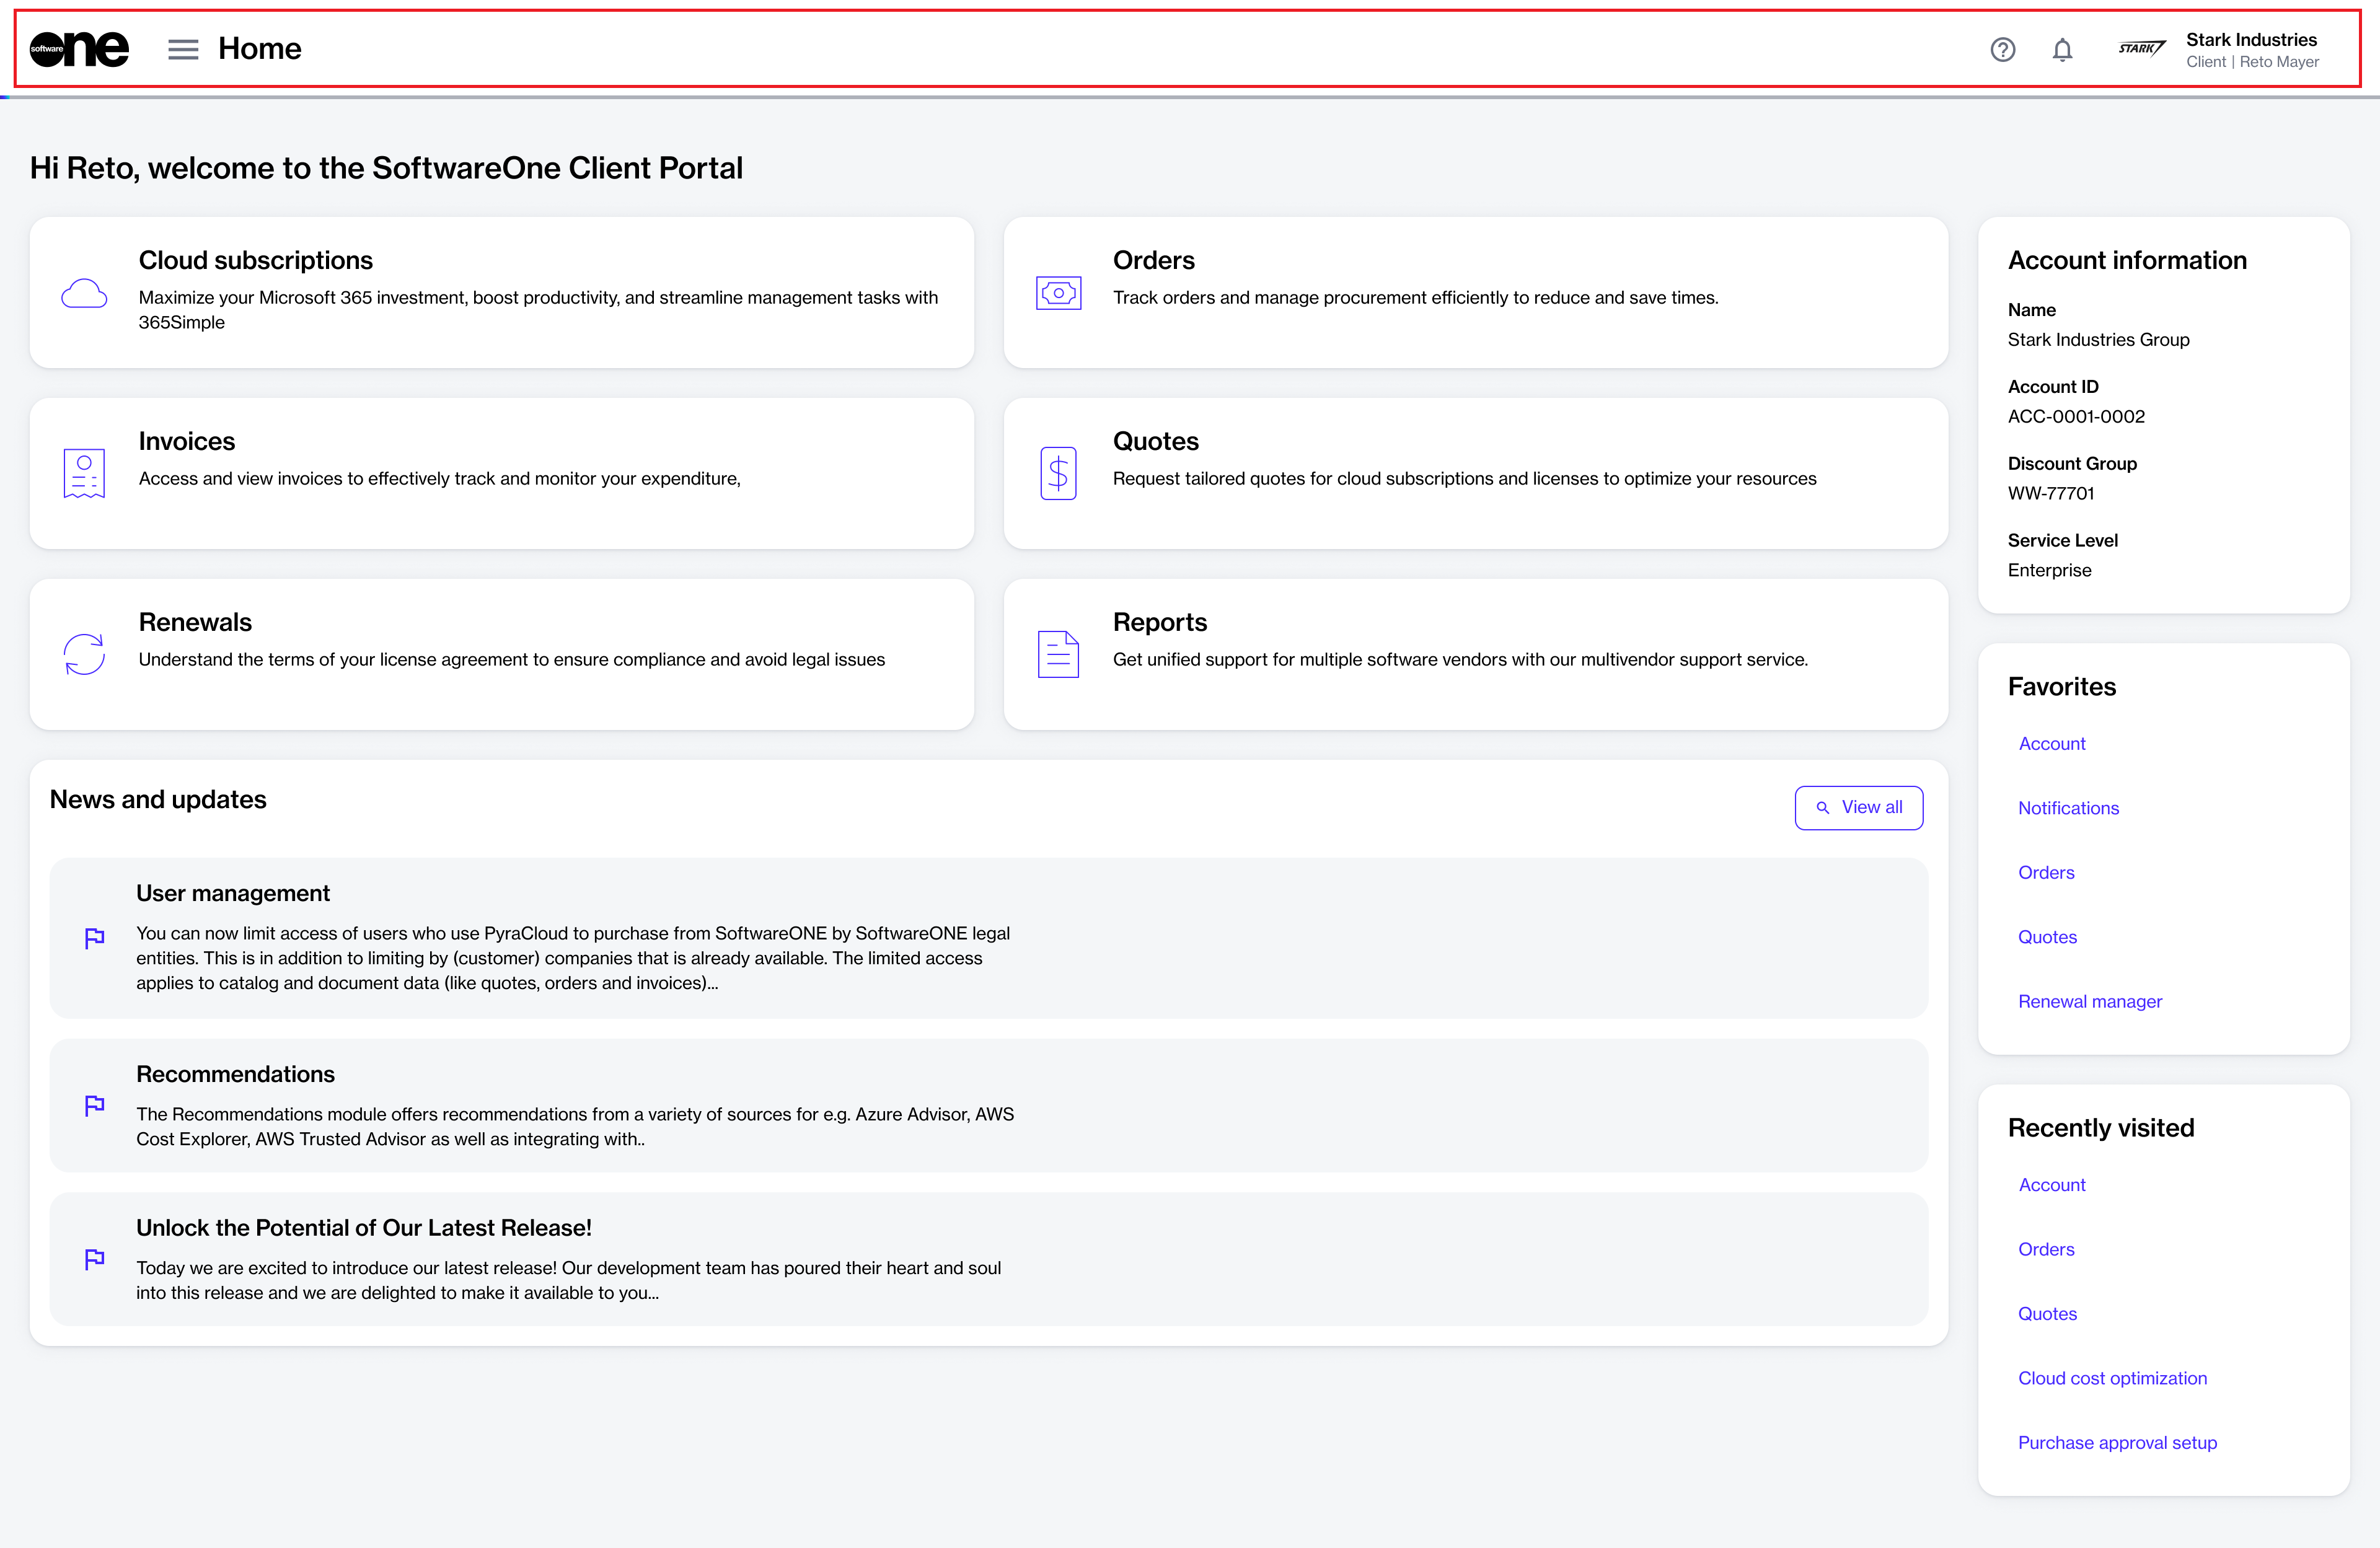 software one
Home
STARK
Stark Industries
Client | Reto Mayer
Hi Reto, welcome to the SoftwareOne Client Portal
Cloud subscriptions
Maximize your Microsoft 365 investment, boost productivity, and streamline management tasks with
365Simple
Orders
Track orders and manage procurement efficiently to reduce and save times.
Invoices
Access and view invoices to effectively track and monitor your expenditure,
Quotes
Request tailored quotes for cloud subscriptions and licenses to optimize your resources
Renewals
Understand the terms of your license agreement to ensure compliance and avoid legal issues
Reports
Get unified support for multiple software vendors with our multivendor support service.
News and updates
View all
User management
You can now limit access of users who use PyraCloud to purchase from SoftwareONE by SoftwareONE legal
entities. This is in addition to limiting by (customer) companies that is already available. The limited access
applies to catalog and document data (like quotes, orders and invoices)...
Recommendations
The Recommendations module offers recommendations from a variety of sources for e.g. Azure Advisor, AWS
Cost Explorer, AWS Trusted Advisor as well as integrating with..
Unlock the Potential of Our Latest Release!
Today we are excited to introduce our latest release! Our development team has poured their heart and soul
into this release and we are delighted to make it available to you...
Account information
Name
Stark Industries Group
Account ID
ACC-0001-0002
Discount Group
WW-77701
Service Level
Enterprise
Favorites
Account
Notifications
Orders
Quotes
Renewal manager
Recently visited
Account
Orders
Quotes
Cloud cost optimization
Purchase approval setup